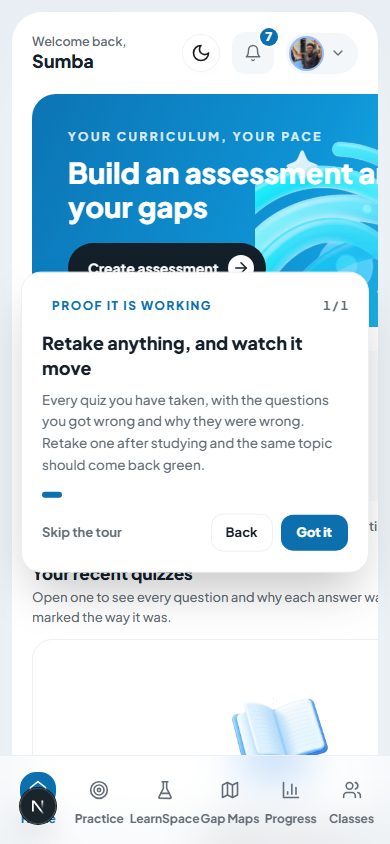 Welcome back,
Sumba
7
YOUR CURRICULUM, YOUR PACE
Build an assessment
your gaps
Create assessment
PROOF IT IS WORKING
1/1
Retake anything, and watch it
move
Every quiz you have taken, with the questions
you got wrong and why they were wrong.
Retake one after studying and the same topic
should come back green.
Skip the tour
Back
Got it
Your recent quizzes
Open one to see every question and why each answer
marked the way it was.
N
Practice
LearnSpace
Gap Maps
Progress
Classes